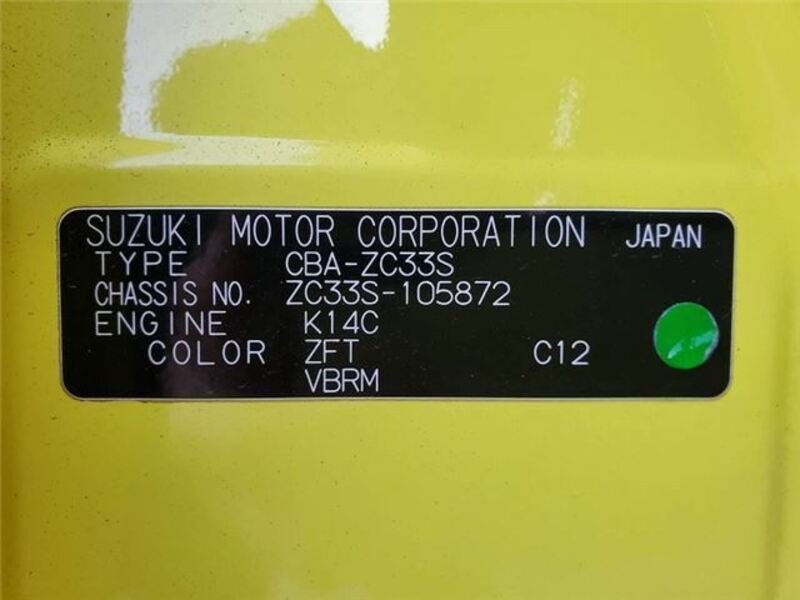 SUZUKI MOTOR CORPORATION JAPAN
TYPE CBA-ZC33S
CHASSIS NO. ZC33S-105872
ENGINE K14C
COLOR ZFT C12
VBRM